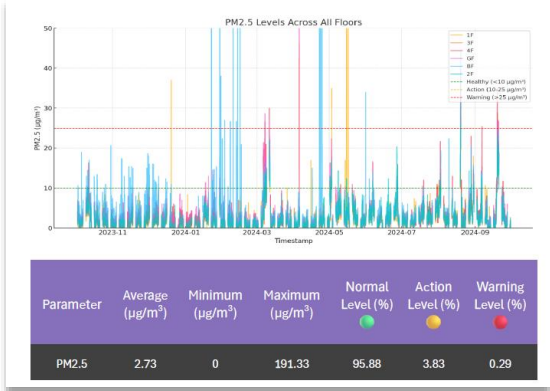 PM2.5 Levels Across All Floors
50
40
30
20
10
0
PM2.5 (µg/m³)
1F
3F
4F
GF
BF
2F
Healthy (<10 µg/m³)
Action (10-25 µg/m³)
Warning (>25 µg/m³)
2023-11 2024-01 2024-03 2024-05 2024-07 2024-09
Timestamp
Parameter Average (µg/m³) Minimum (µg/m³) Maximum (µg/m³) Normal Level (%) Action Level (%) Warning Level (%)
PM2.5 2.73 0 191.33 95.88 3.83 0.29